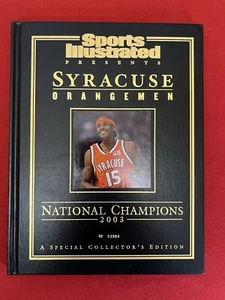 Sports
Illustrated
PRESENTS
SYRACUSE
ORANGEMEN
SYRACUSE
15
NATIONAL CHAMPIONS
2003
A SPECIAL COLLECTOR'S EDITION